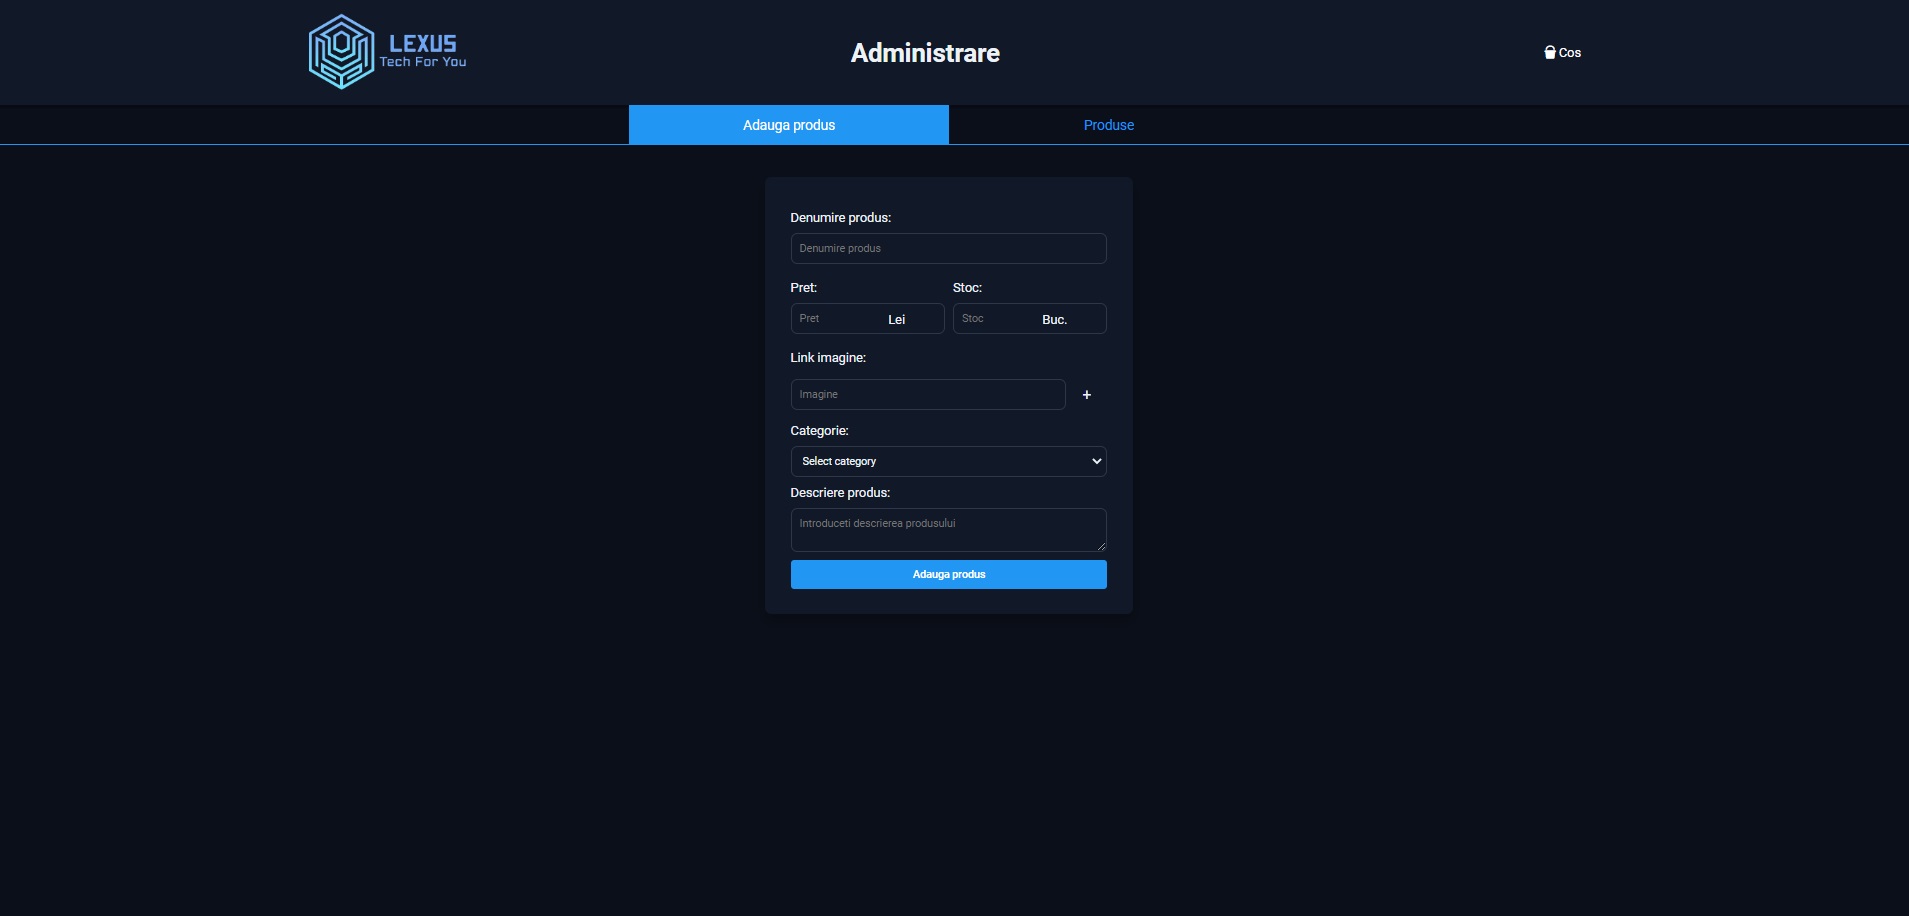 LEXUS
Tech For You
Administrare
Cos
Adauga produs
Produse
Denumire produs:
Denumire produs
Pret:
Stoc:
Pret
Lei
Stoc
Buc.
Link imagine:
Imagine
+
Categorie:
Select category
Descriere produs:
Introduceti descrierea produsului
Adauga produs